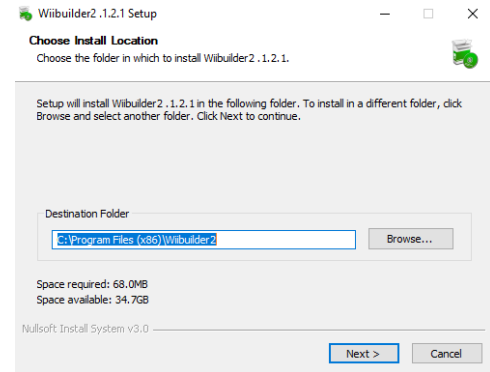 Wiibuilder2 .1.2.1 Setup
Choose Install Location
Choose the folder in which to install Wiibuilder2 .1.2.1.
Setup will install Wiibuilder2 .1.2.1 in the following folder. To install in a different folder, click
Browse and select another folder. Click Next to continue.
Destination Folder
C:\Program Files (x86)\Wiibuilder2
Browse...
Space required: 68.0MB
Space available: 34.7GB
Nullsoft Install System v3.0
Next >
Cancel